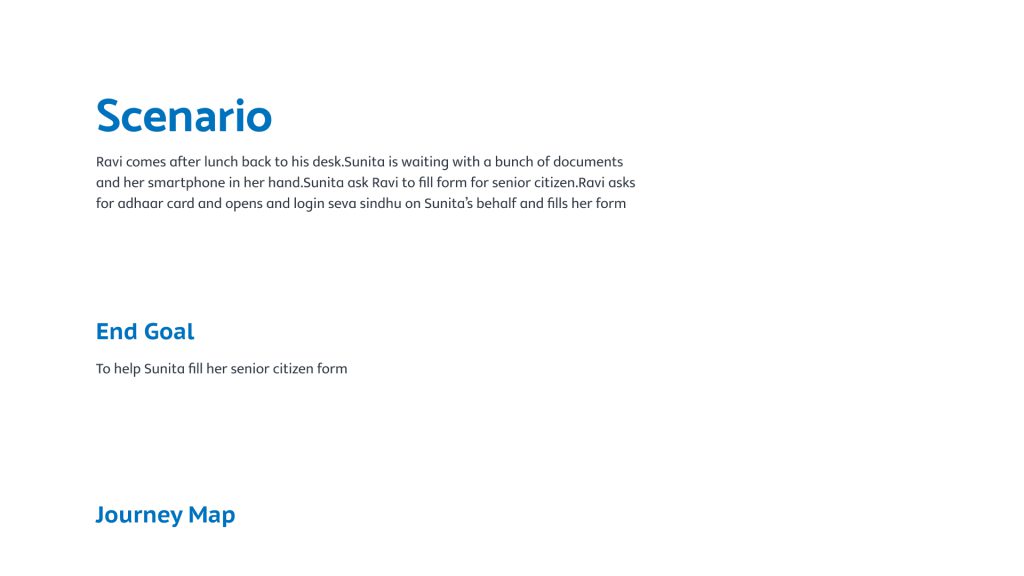 Scenario
Ravi comes after lunch back to his desk.Sunita is waiting with a bunch of documents
and her smartphone in her hand.Sunita ask Ravi to fill form for senior citizen.Ravi asks
for adhaar card and opens and login seva sindhu on Sunita’s behalf and fills her form
End Goal
To help Sunita fill her senior citizen form
Journey Map